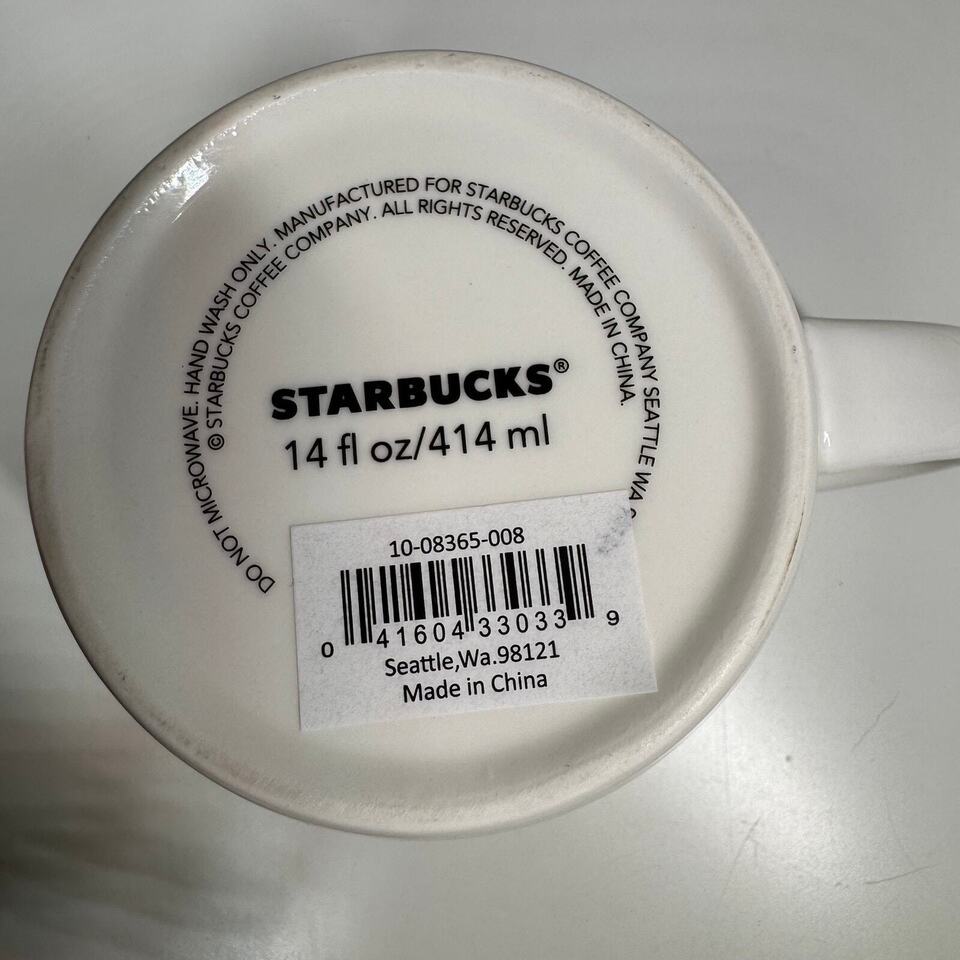 DO NOT MICROWAVE. HAND WASH ONLY. MANUFACTURED FOR STARBUCKS COFFEE COMPANY SEATTLE WA
© STARBUCKS COFFEE COMPANY. ALL RIGHTS RESERVED. MADE IN CHINA.
STARBUCKS®
14 fl oz/414 ml
10-08365-008
0 41604 33033 9
Seattle,Wa.98121
Made in China